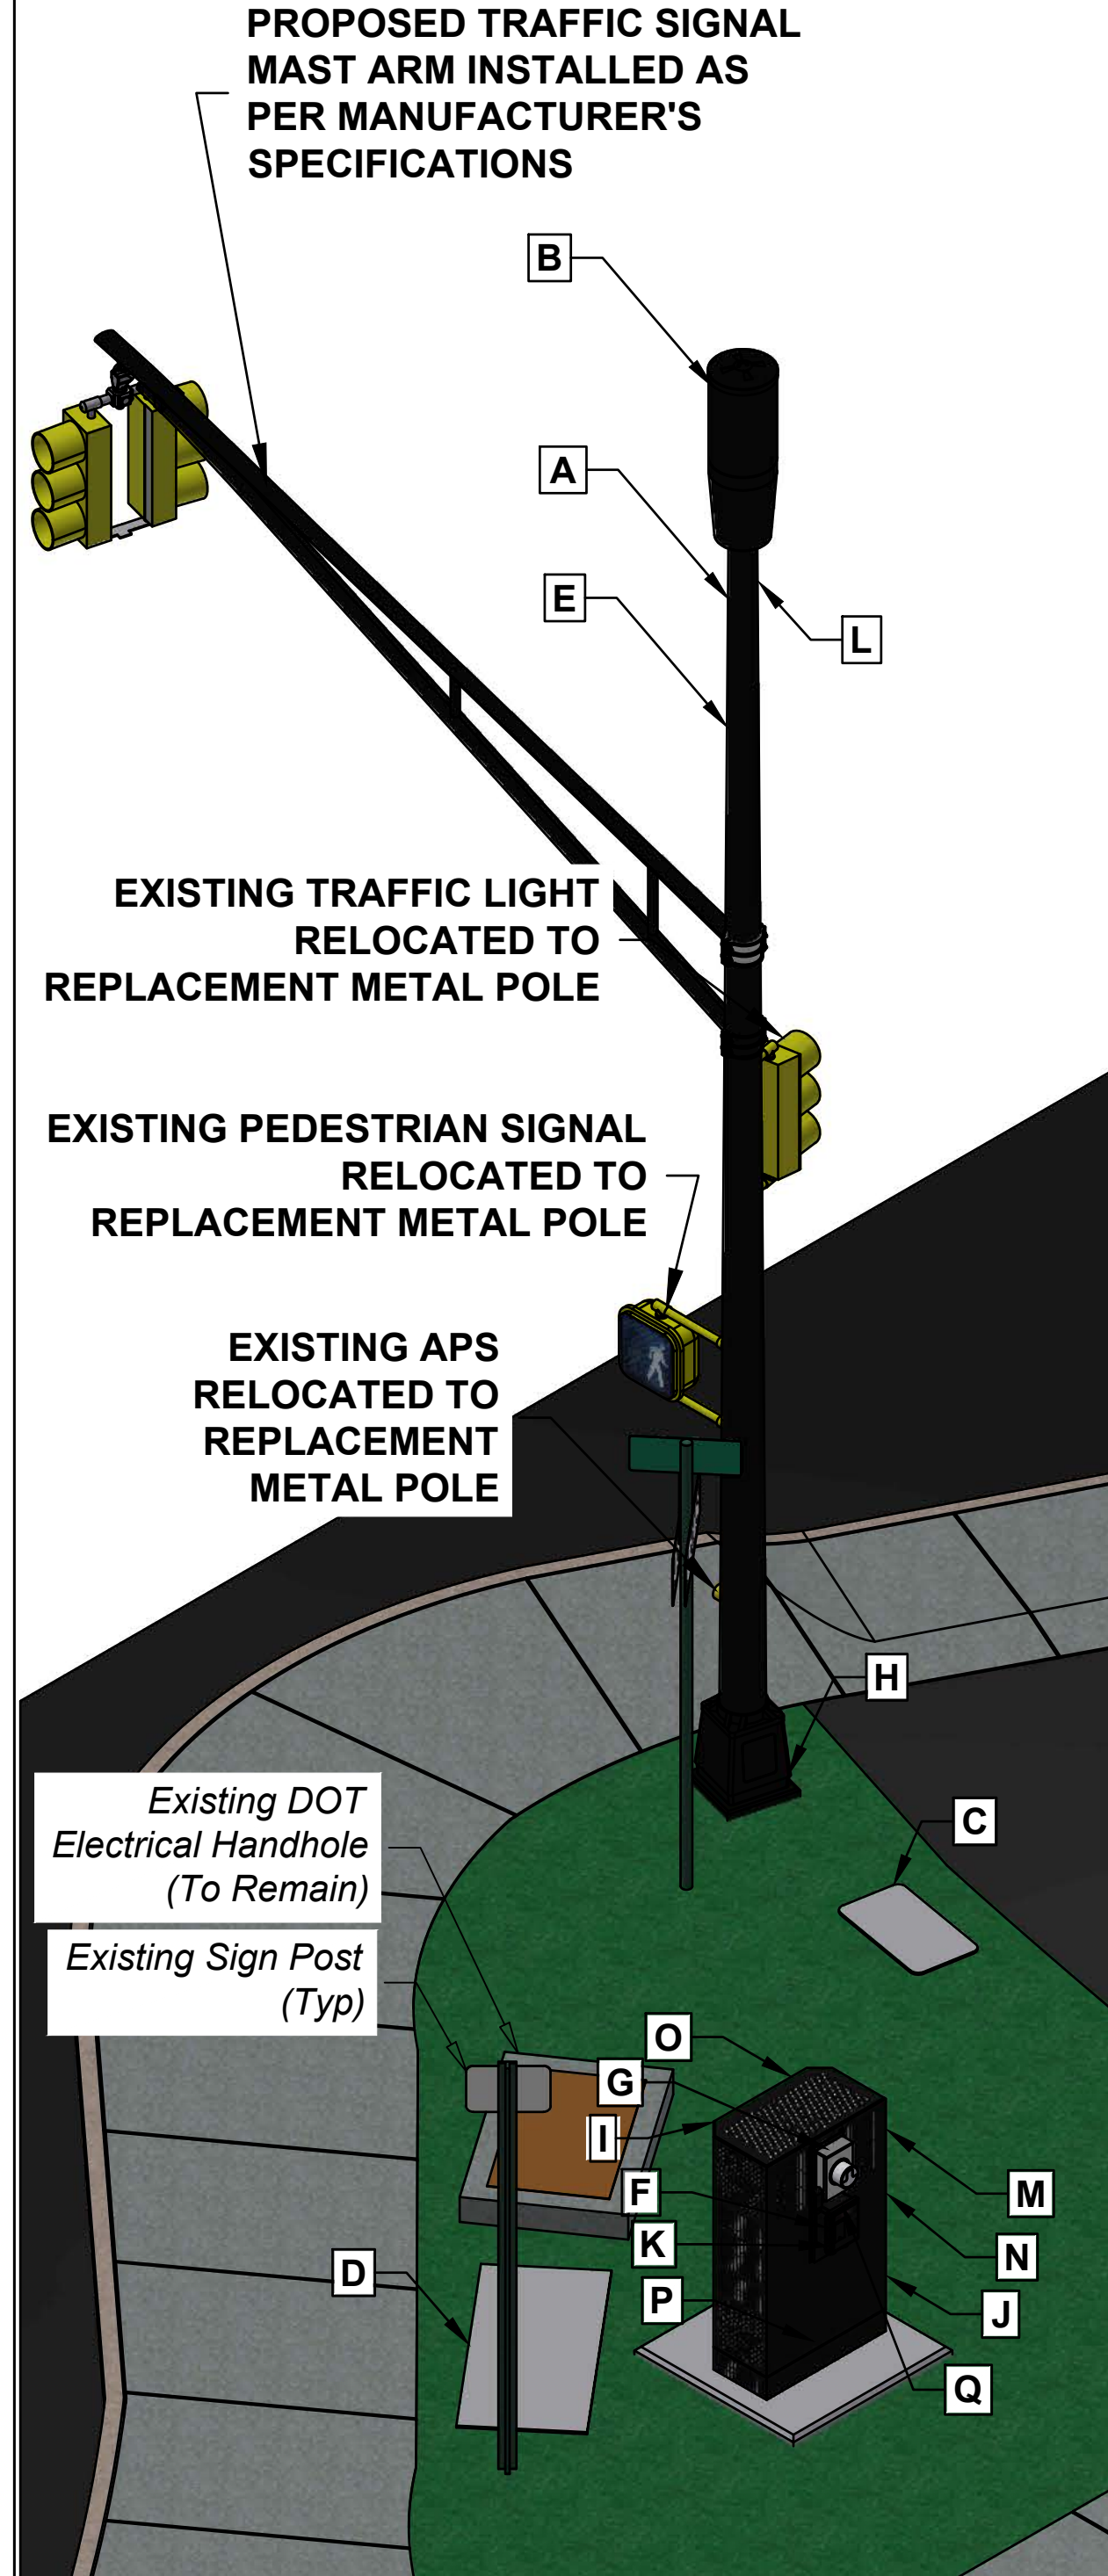 PROPOSED TRAFFIC SIGNAL
MAST ARM INSTALLED AS
PER MANUFACTURER'S
SPECIFICATIONS
B
A
E
L
EXISTING TRAFFIC LIGHT
RELOCATED TO
REPLACEMENT METAL POLE
EXISTING PEDESTRIAN SIGNAL
RELOCATED TO
REPLACEMENT METAL POLE
EXISTING APS
RELOCATED TO
REPLACEMENT
METAL POLE
H
Existing DOT
Electrical Handhole
(To Remain)
C
Existing Sign Post
(Typ)
O
G
I
F
M
K
N
D
P
J
Q